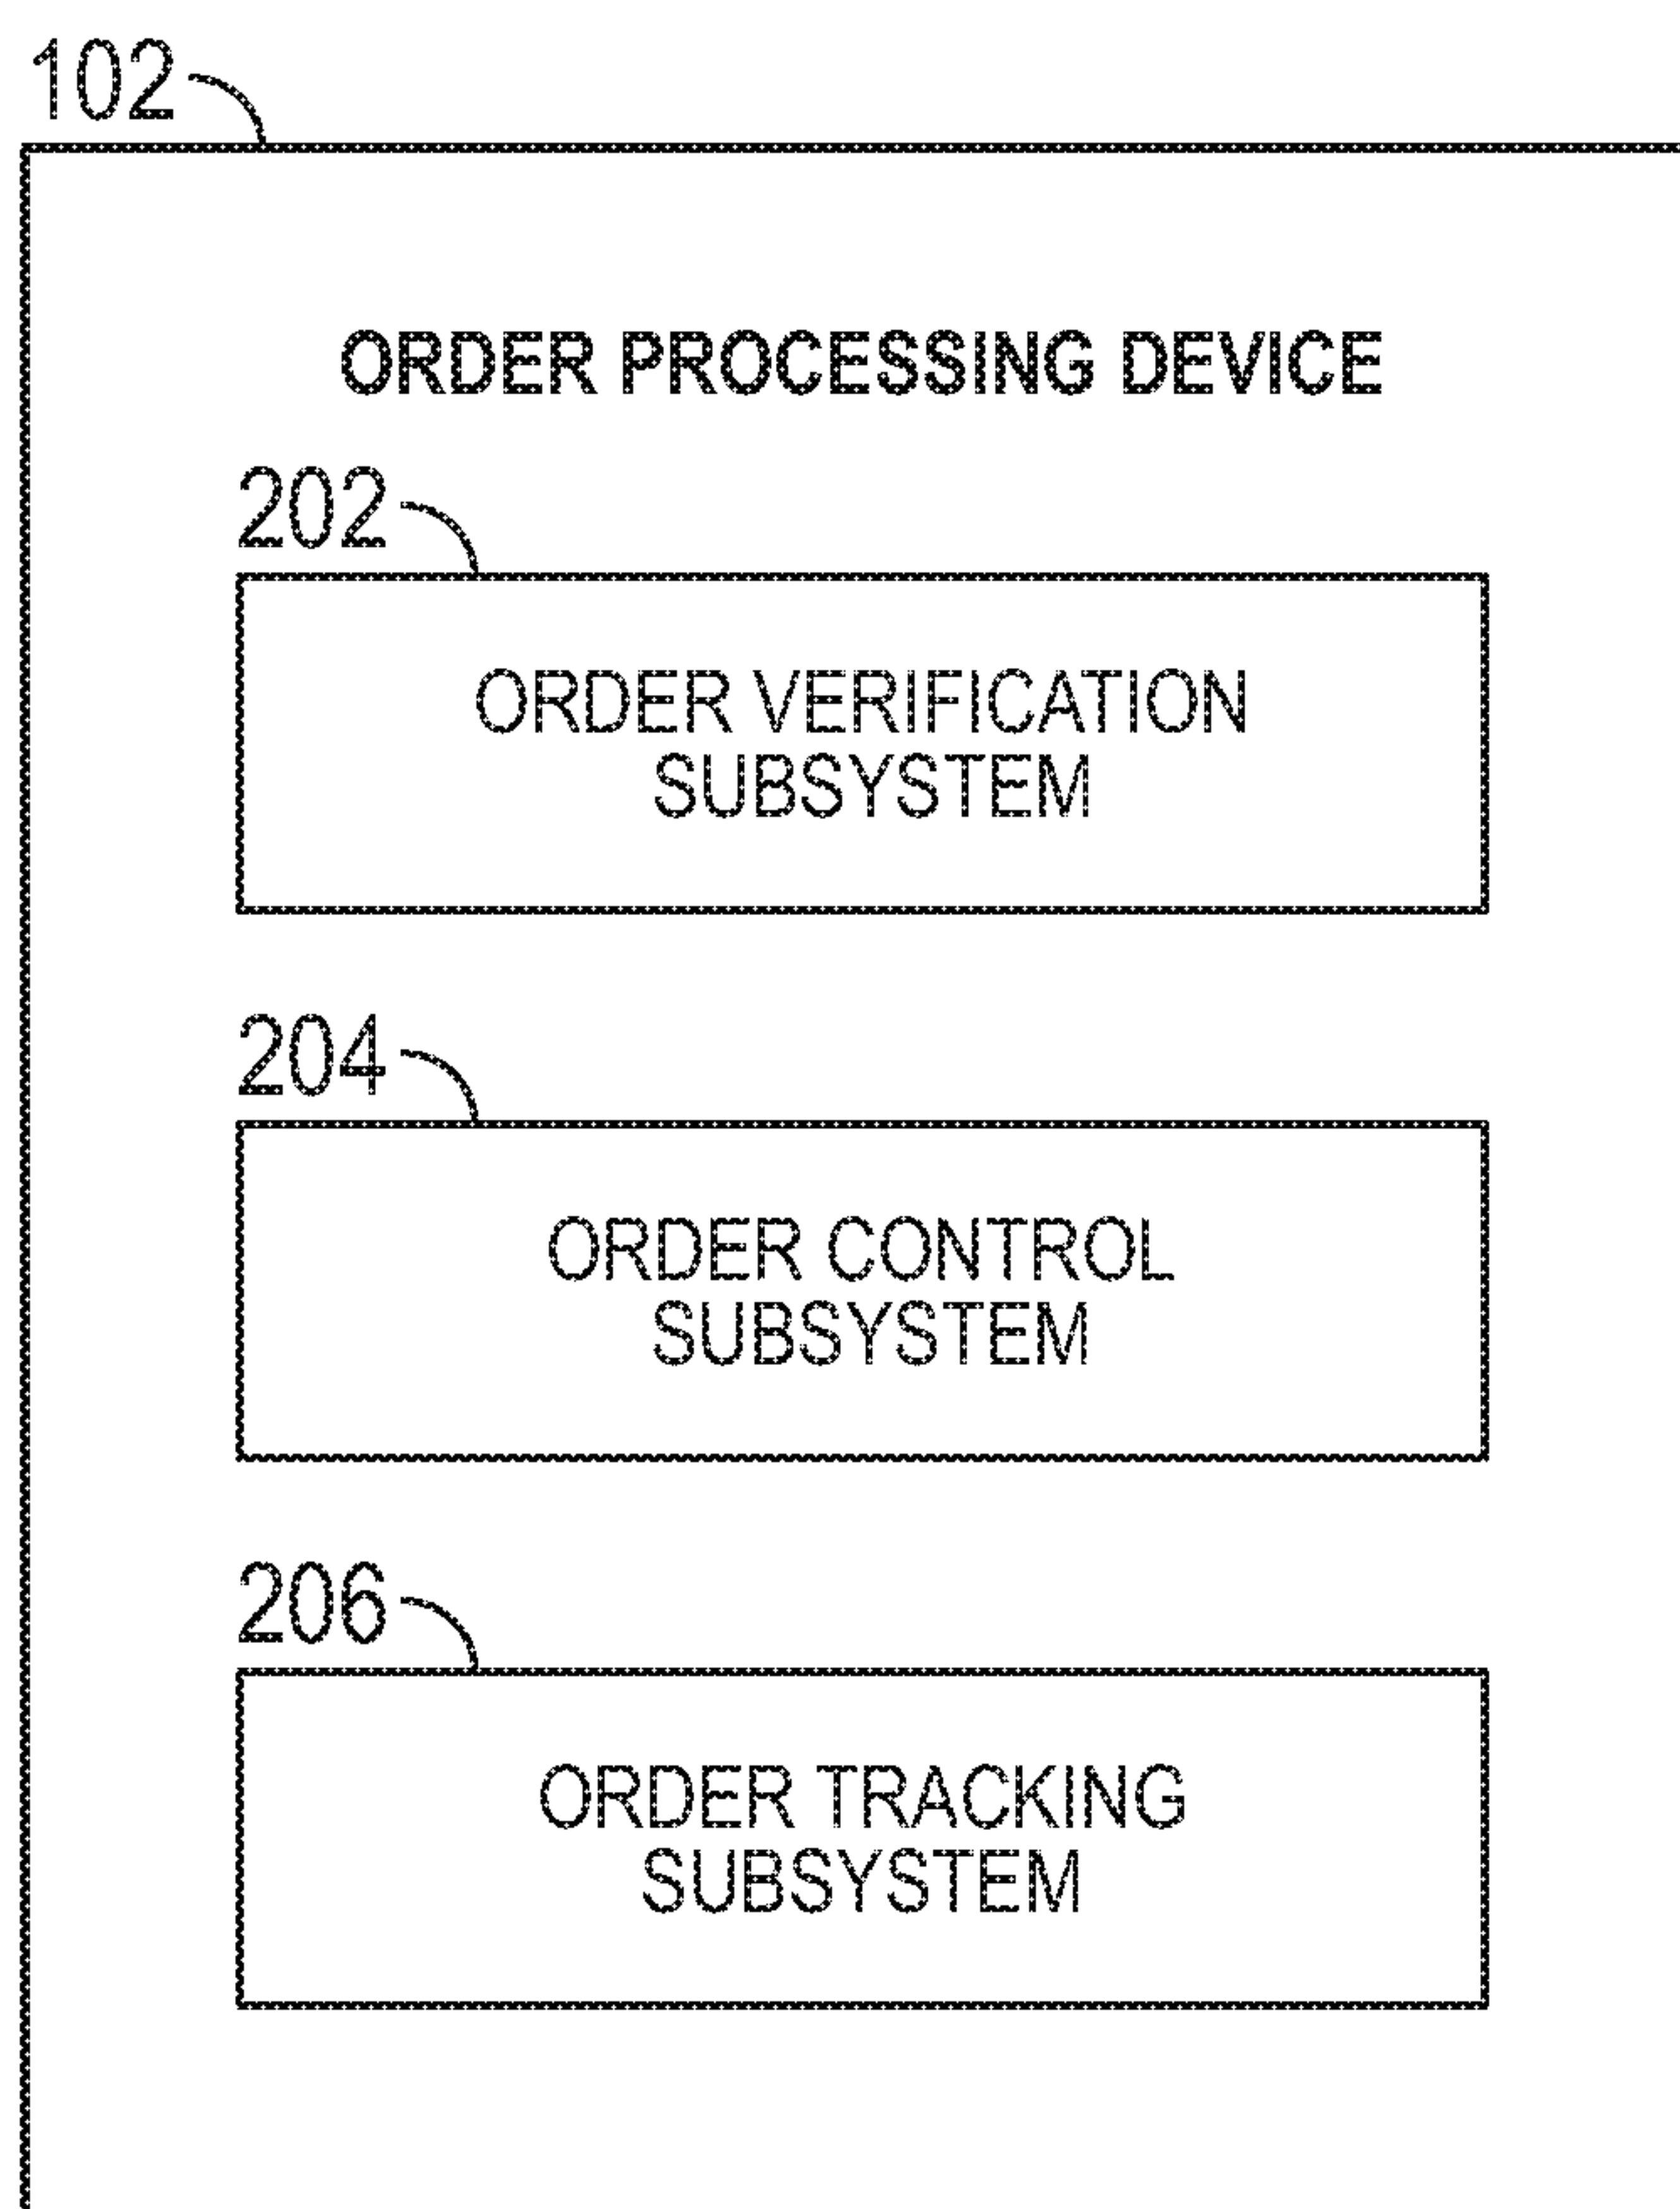 102
ORDER PROCESSING DEVICE
202
ORDER VERIFICATION
SUBSYSTEM
204
ORDER CONTROL
SUBSYSTEM
206
ORDER TRACKING
SUBSYSTEM